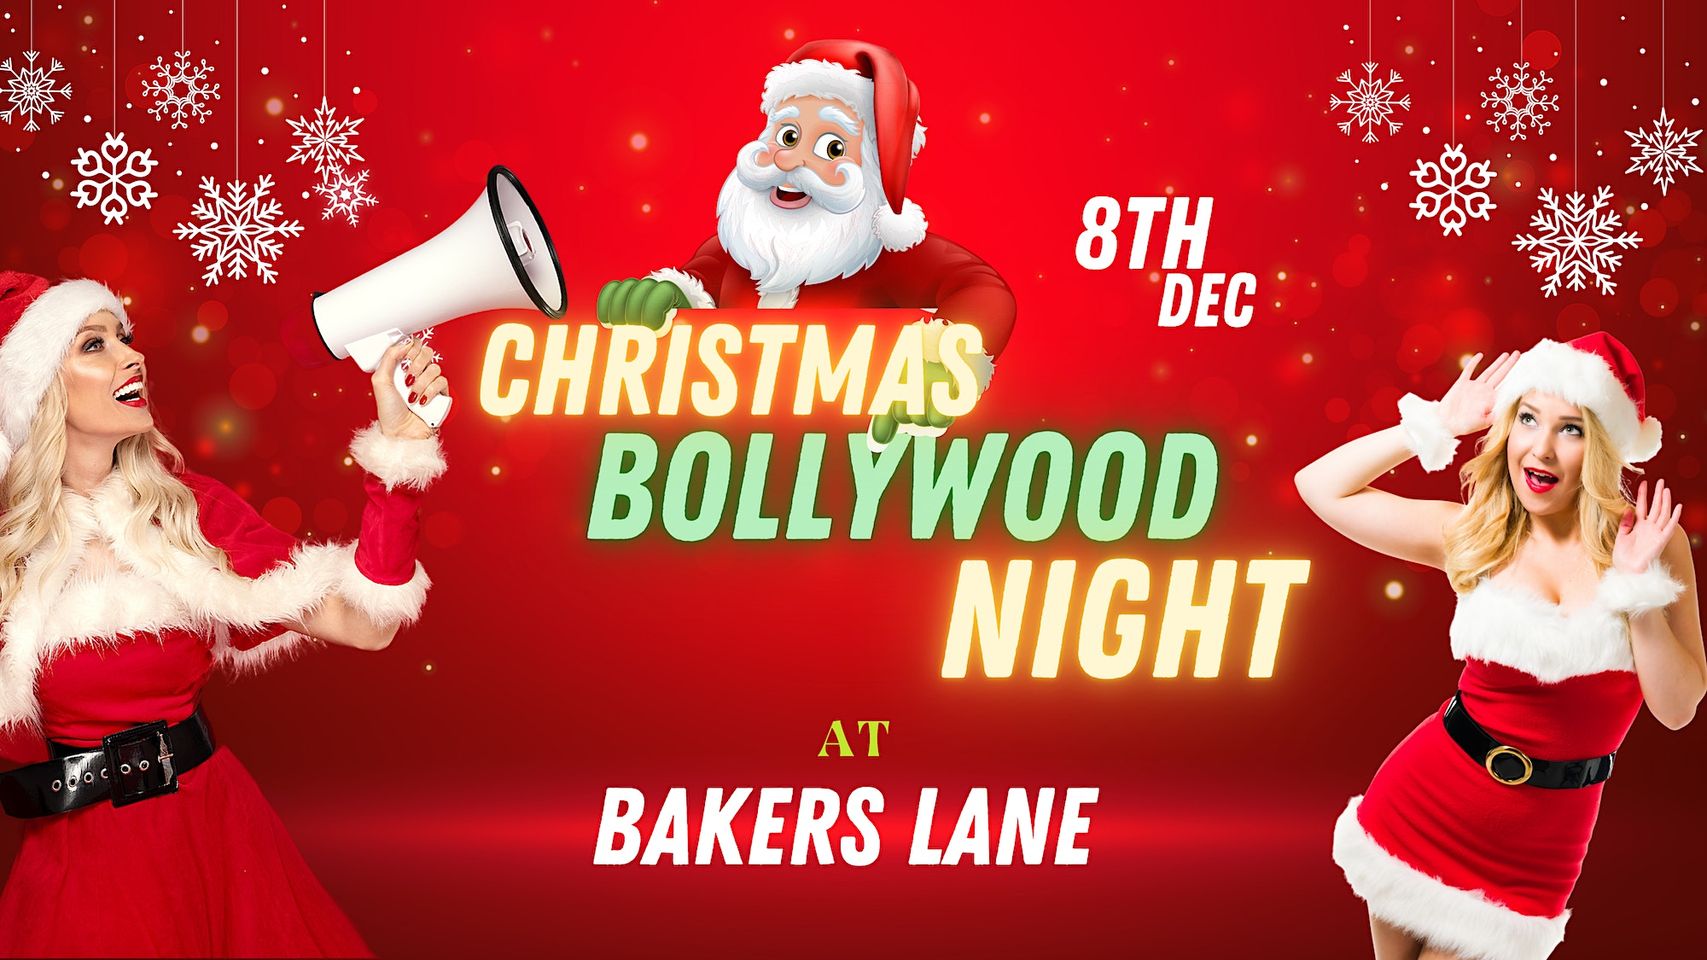 8TH
DEC
CHRISTMAS
BOLLYWOOD
NIGHT
AT
BAKERS LANE